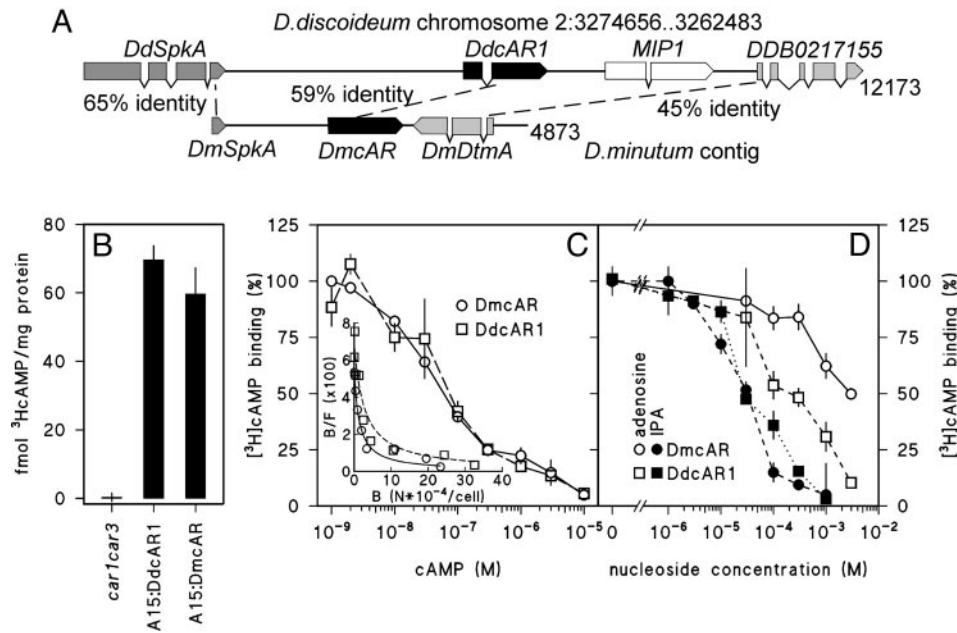 A
D.discoideum chromosome 2:3274656..3262483
DdSpkA
DdcAR1
MIP1
DDB0217155
65% identity
59% identity
45% identity
12173
4873
DmSpkA
DmcAR
DmDtmA
D.minutum contig
B
fmol ³HcAMP/mg protein
80
60
40
20
0
car1car3
A15:DdcAR1
A15:DmcAR
C
[³H]cAMP binding (%)
125
100
75
50
25
0
DmcAR
DdcAR1
B/F (x100)
8
6
4
2
0
0 10 20 30 40
B (N*10⁻⁴/cell)
10⁻⁹ 10⁻⁸ 10⁻⁷ 10⁻⁶ 10⁻⁵
cAMP (M)
D
adenosine
IPA
DmcAR
DdcAR1
0 10⁻⁶ 10⁻⁵ 10⁻⁴ 10⁻³ 10⁻²
nucleoside concentration (M)
125
100
75
50
25
0
[³H]cAMP binding (%)